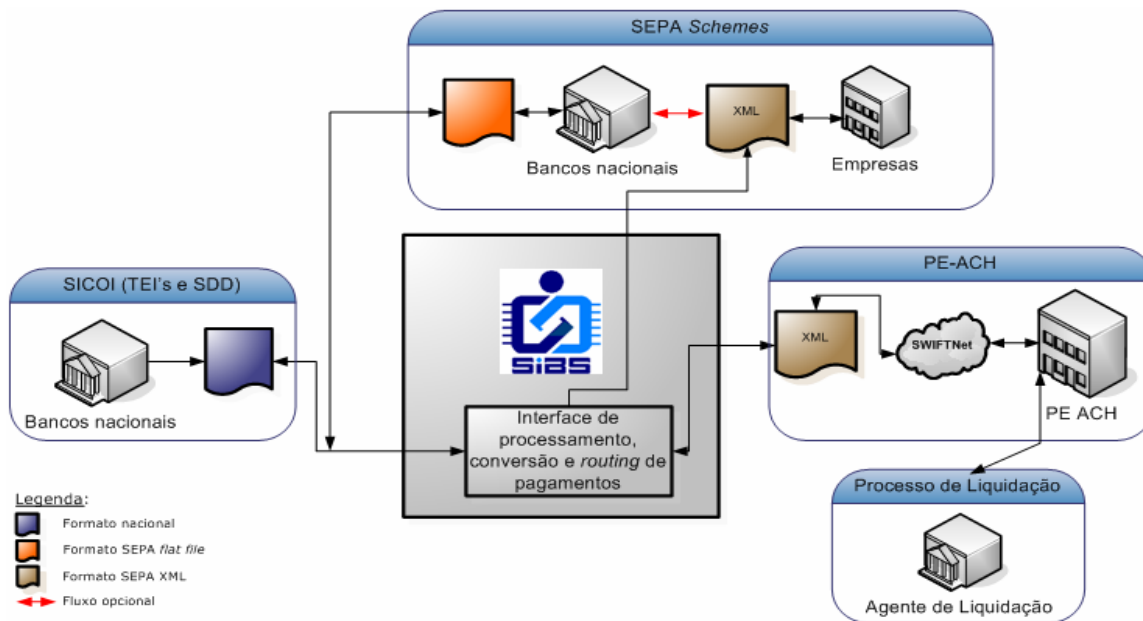 SEPA Schemes
XML
Bancos nacionais
Empresas
SICOI (TEI's e SDD)
Bancos nacionais
SiBS
Interface de
processamento,
conversão e routing de
pagamentos
PE-ACH
XML
SWIFTNet
PE ACH
Processo de Liquidação
Agente de Liquidação
Legenda:
Formato nacional
Formato SEPA flat file
Formato SEPA XML
Fluxo opcional